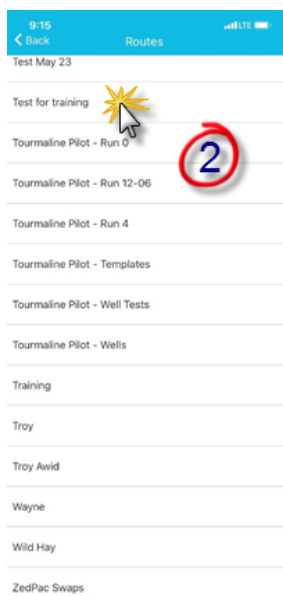 9:15
LTE
Back
Routes
Test May 23
Test for training
2
Tourmaline Pilot - Run 0
Tourmaline Pilot - Run 12-06
Tourmaline Pilot - Run 4
Tourmaline Pilot - Templates
Tourmaline Pilot - Well Tests
Tourmaline Pilot - Wells
Training
Troy
Troy Awid
Wayne
Wild Hay
ZedPac Swaps